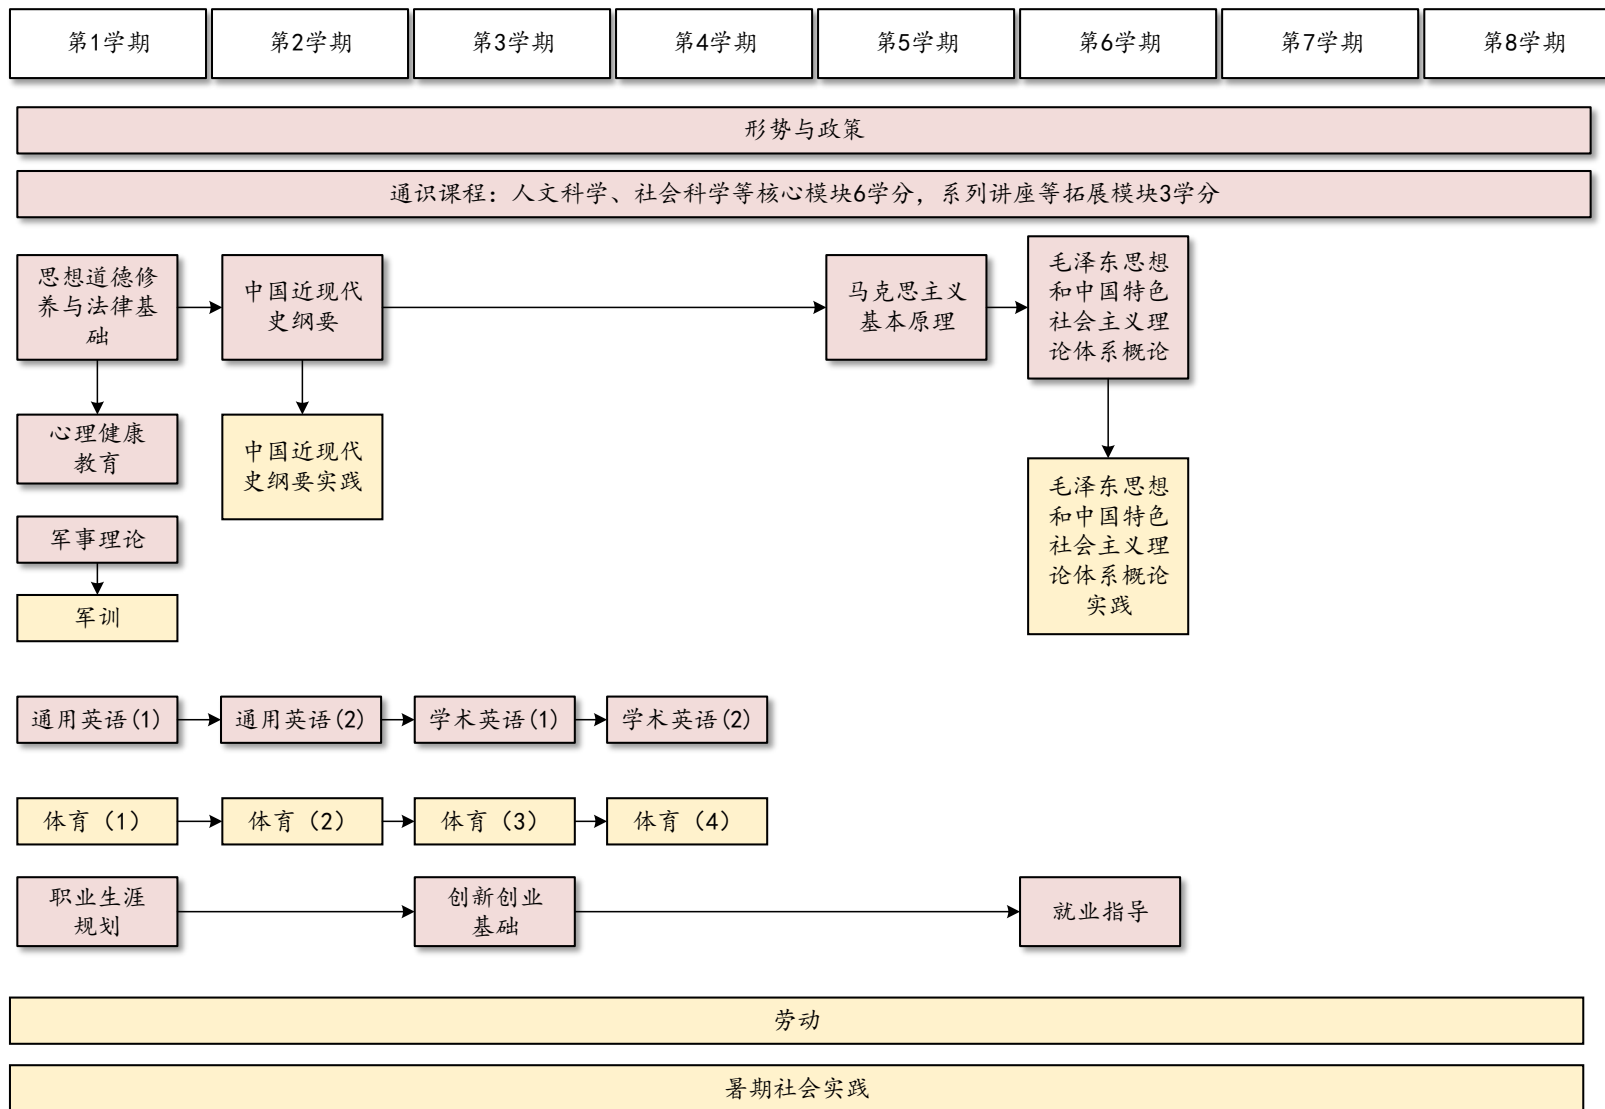 第1学期
第2学期
第3学期
第4学期
第5学期
第6学期
第7学期
第8学期
形势与政策
通识课程：人文科学、社会科学等核心模块6学分，系列讲座等拓展模块3学分
思想道德修
养与法律基
础
中国近现代
史纲要
马克思主义
基本原理
毛泽东思想
和中国特色
社会主义理
论体系概论
心理健康
教育
中国近现代
史纲要实践
毛泽东思想
和中国特色
社会主义理
论体系概论
实践
军事理论
军训
通用英语(1)
通用英语(2)
学术英语(1)
学术英语(2)
体育（1）
体育（2）
体育（3）
体育（4）
职业生涯
规划
创新创业
基础
就业指导
劳动
暑期社会实践